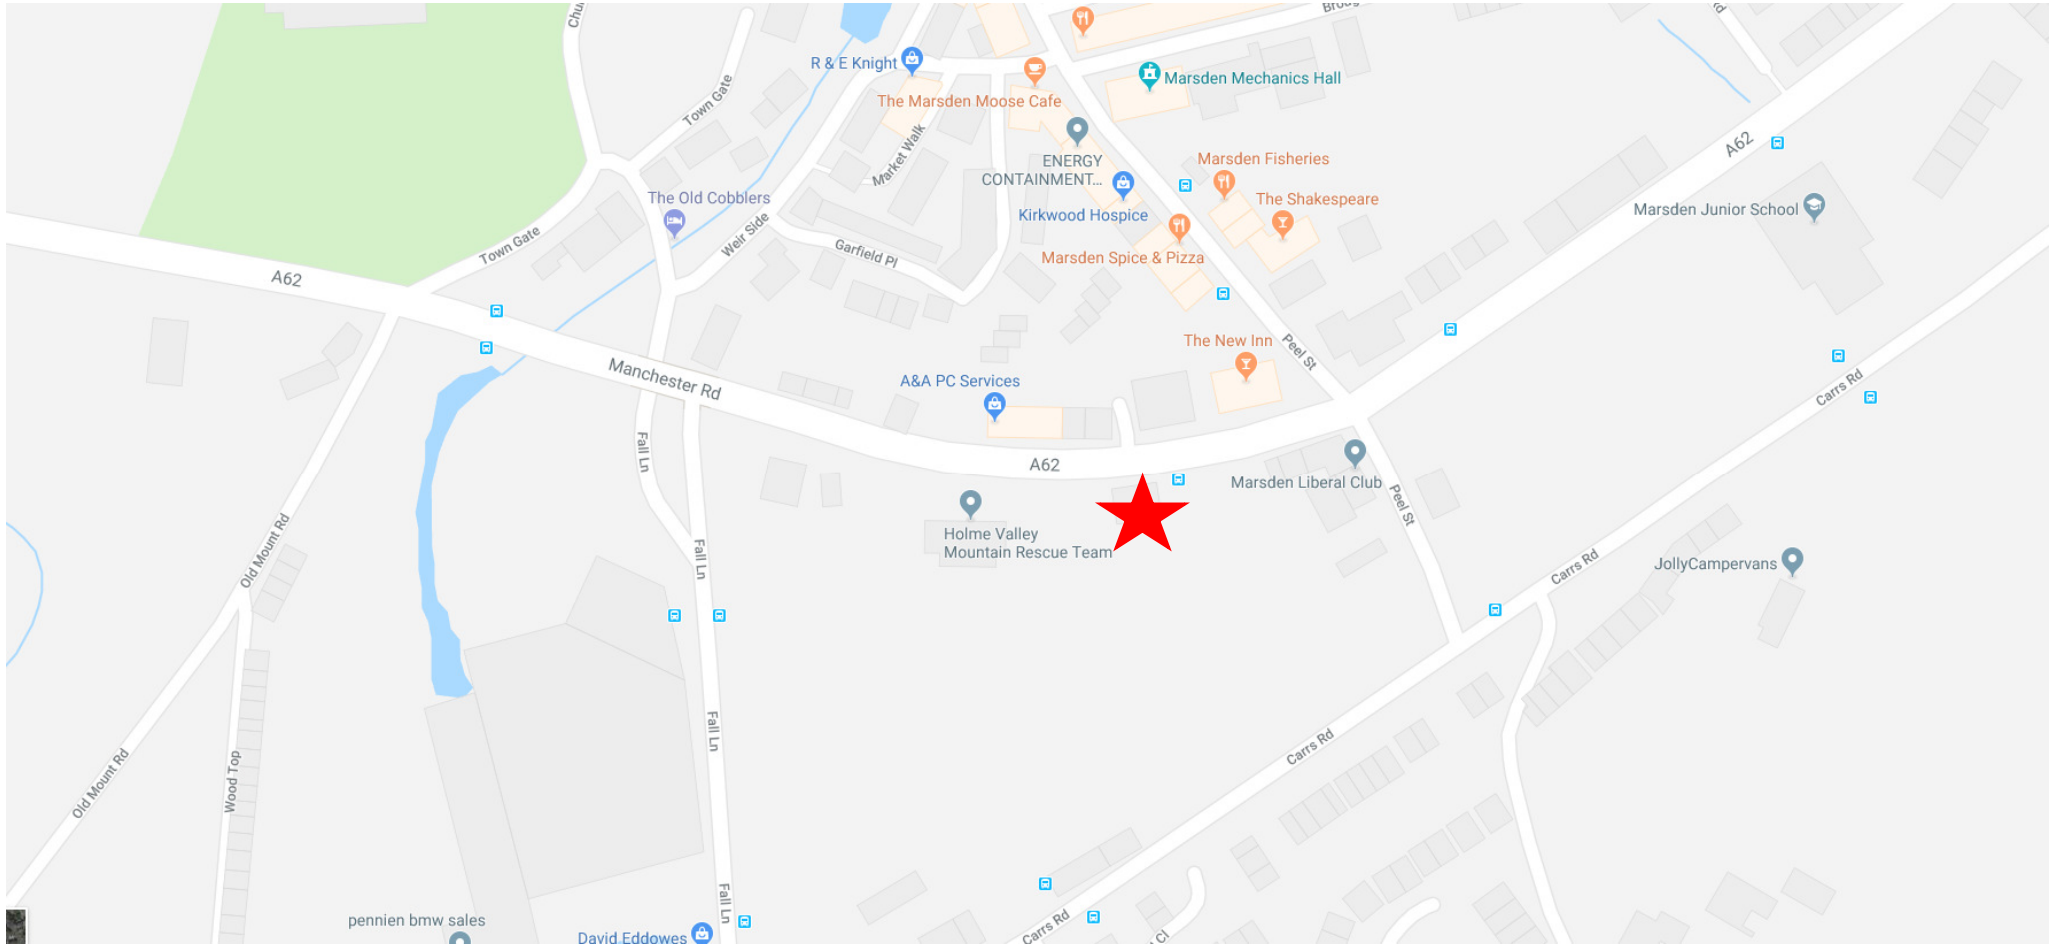 Broug
R & E Knight
Marsden Mechanics Hall
Town Gate
The Marsden Moose Cafe
A62
Market Walk
ENERGY
CONTAINMENT...
Marsden Fisheries
The Old Cobblers
The Shakespeare
Kirkwood Hospice
Marsden Junior School
Weir Side
Town Gate
Garfield Pl
Marsden Spice & Pizza
A62
The New Inn
Peel St
Manchester Rd
A&A PC Services
Carrs Rd
Fall Ln
A62
Marsden Liberal Club
Peel St
Holme Valley
Mountain Rescue Team
Old Mount Rd
Fall Ln
Carrs Rd
JollyCampervans
Fall Ln
Carrs Rd
Old Mount Rd
Wood Top
Fall Ln
pennien bmw sales
David Eddowes
Carrs Rd
Cl